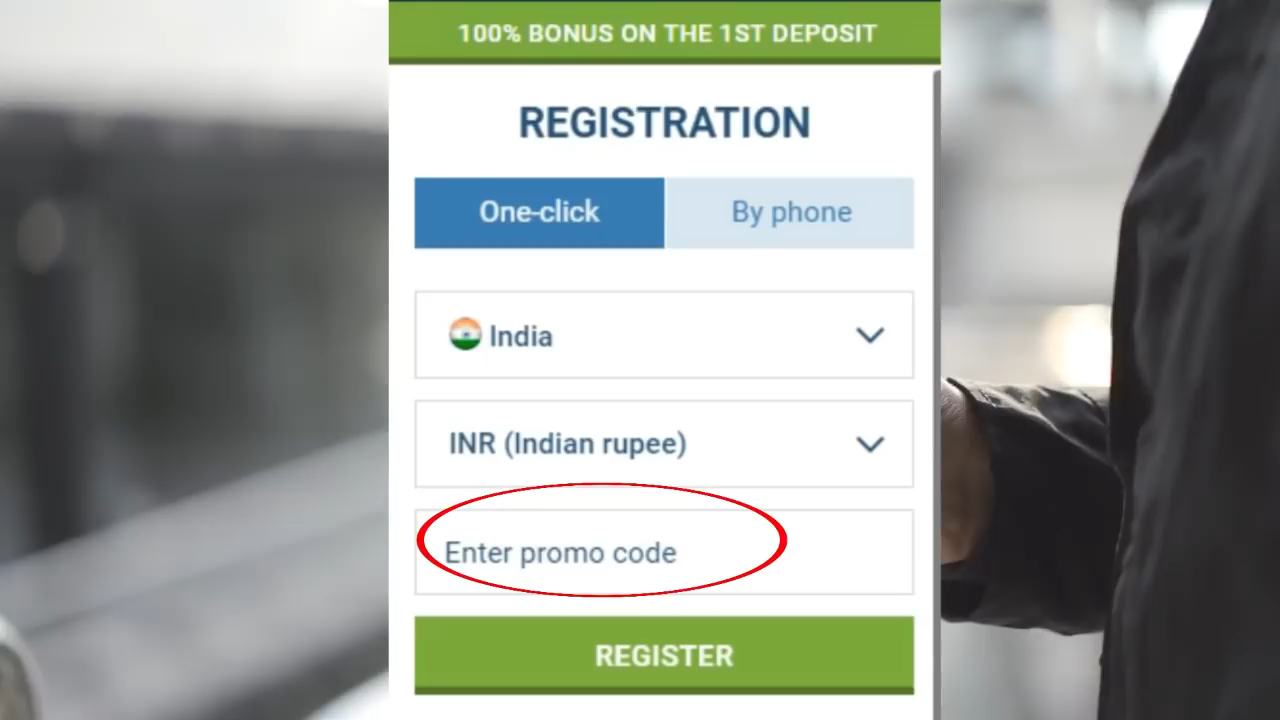 100% BONUS ON THE 1ST DEPOSIT
REGISTRATION
One-click
By phone
India
INR (Indian rupee)
Enter promo code
REGISTER